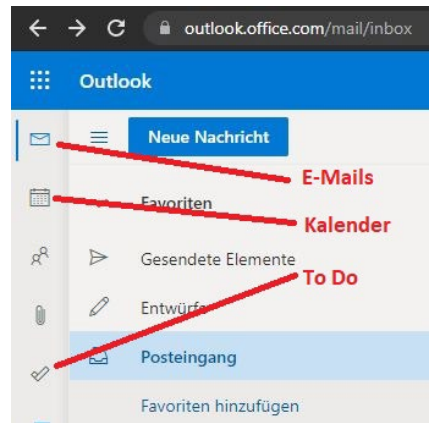 outlook.office.com/mail/inbox
Outlook
Neue Nachricht
E-Mails
Favoriten
Kalender
Gesendete Elemente
To Do
Entwürfe
Posteingang
Favoriten hinzufügen